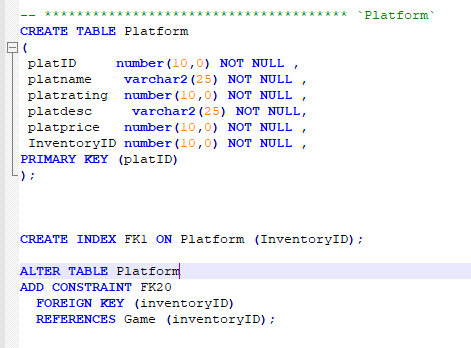 -- ************************************** `Platform`
CREATE TABLE Platform
(
platID number(10,0) NOT NULL ,
platname varchar2(25) NOT NULL ,
platrating number(10,0) NOT NULL ,
platdesc varchar2(25) NOT NULL,
platprice number(10,0) NOT NULL ,
InventoryID number(10,0) NOT NULL ,
PRIMARY KEY (platID)
);
CREATE INDEX FK1 ON Platform (InventoryID);
ALTER TABLE Platform
ADD CONSTRAINT FK20
FOREIGN KEY (inventoryID)
REFERENCES Game (inventoryID);